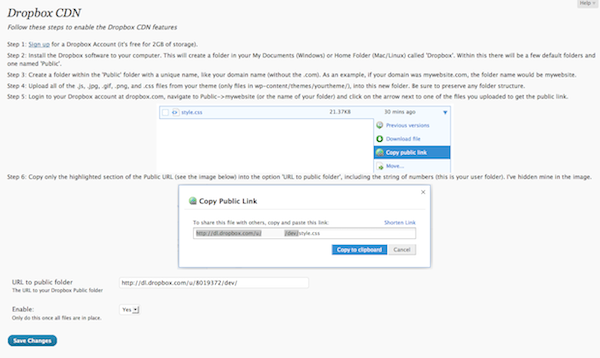 Help
Dropbox CDN
Follow these steps to enable the Dropbox CDN features
Step 1: Sign up for a Dropbox Account (it's free for 2GB of storage).
Step 2: Install the Dropbox software to your computer. This will create a folder in your My Documents (Windows) or Home Folder (Mac/Linux) called 'Dropbox'. Within this there will be a few default folders and
one named 'Public'.
Step 3: Create a folder within the 'Public' folder with a unique name, like your domain name (without the .com). As an example, if your domain was mywebsite.com, the folder name would be mywebsite.
Step 4: Upload all of the .js, .jpg, .gif, .png, and .css files from your theme (only files in wp-content/themes/yourtheme/), into this new folder. Be sure to preserve any folder structure.
Step 5: Login to your Dropbox account at dropbox.com, navigate to Public->mywebsite (or the name of your folder) and click on the arrow next to one of the files you uploaded to get the public link.
style.css 21.37KB 30 mins ago
Previous versions
Download file
Copy public link
Move...
Step 6: Copy only the highlighted section of the Public URL (see the image below) into the option 'URL to public folder', including the string of numbers (this is your user folder). I've hidden mine in the image.
Copy Public Link
To share this file with others, copy and paste this link: Shorten Link
http://dl.dropbox.com/u/ /dev/style.css
Copy to clipboard Cancel
URL to public folder http://dl.dropbox.com/u/8019372/dev/
The URL to your Dropbox Public folder
Enable: Yes
Only do this once all files are in place.
Save Changes